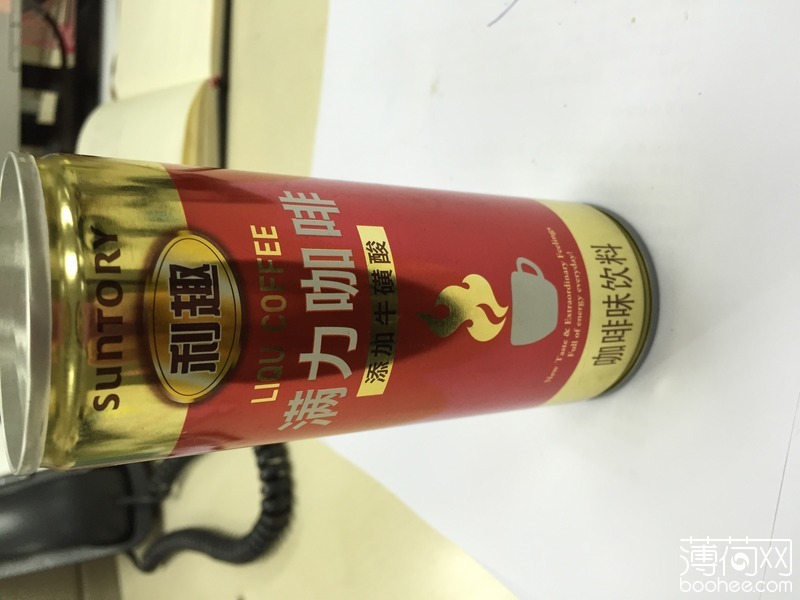 SUNTORY
利趣
LIQU COFFEE
满力咖啡
添加牛磺酸
New Taste & Extraordinary Feeling!
Full of energy everyday!
咖啡味饮料
薄荷网
boohee.com